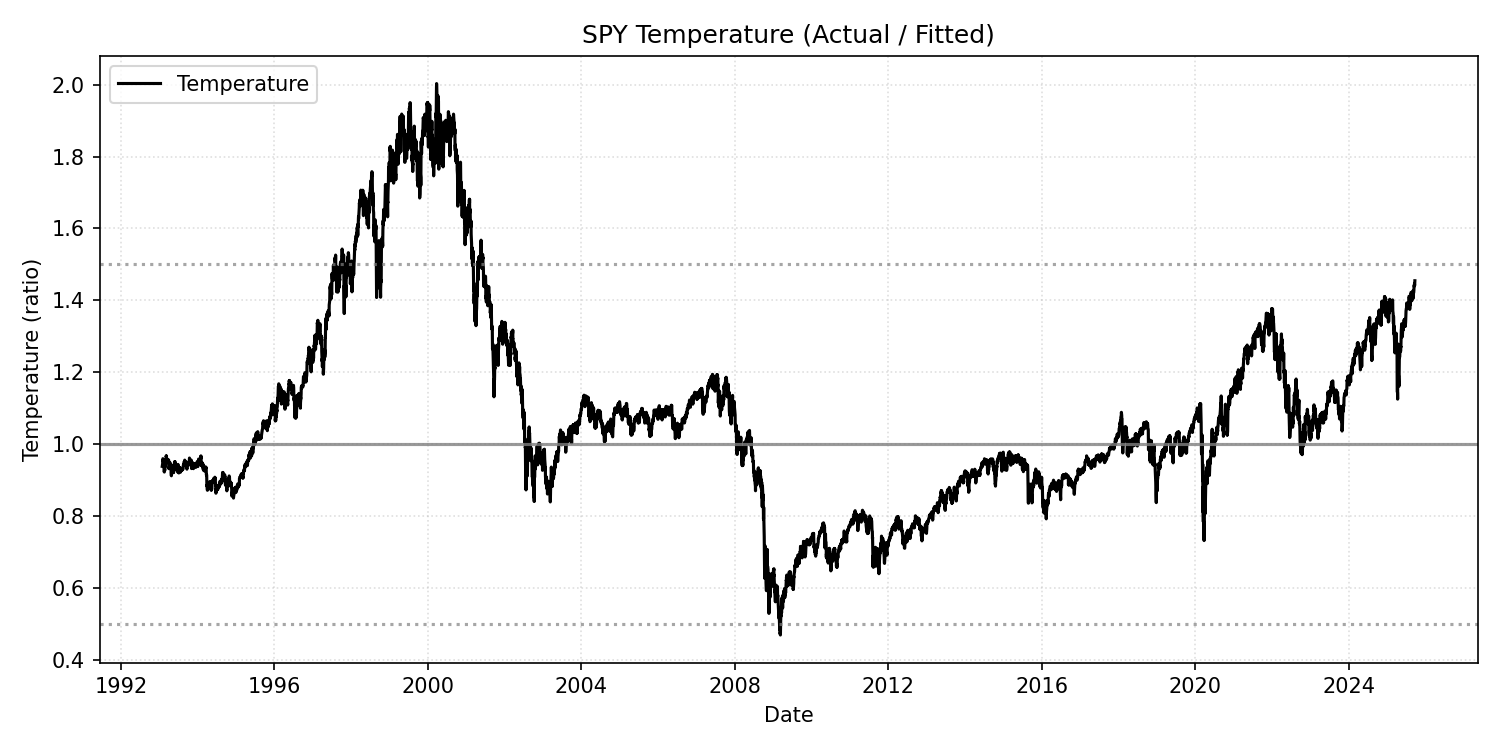 SPY Temperature (Actual / Fitted)
Temperature
Temperature (ratio)
2.0
1.8
1.6
1.4
1.2
1.0
0.8
0.6
0.4
1992 1996 2000 2004 2008 2012 2016 2020 2024
Date